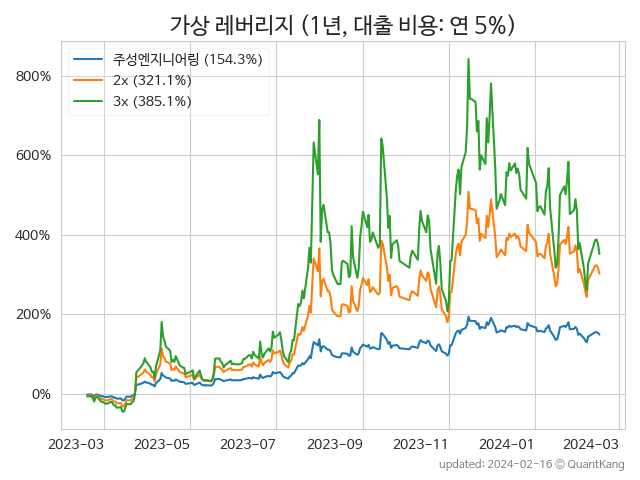 가상 레버리지 (1년, 대출 비용: 연 5%)
주성엔지니어링 (154.3%)
2x (321.1%)
3x (385.1%)
800%
600%
400%
200%
0%
2023-03 2023-05 2023-07 2023-09 2023-11 2024-01 2024-03
updated: 2024-02-16 © QuantKang